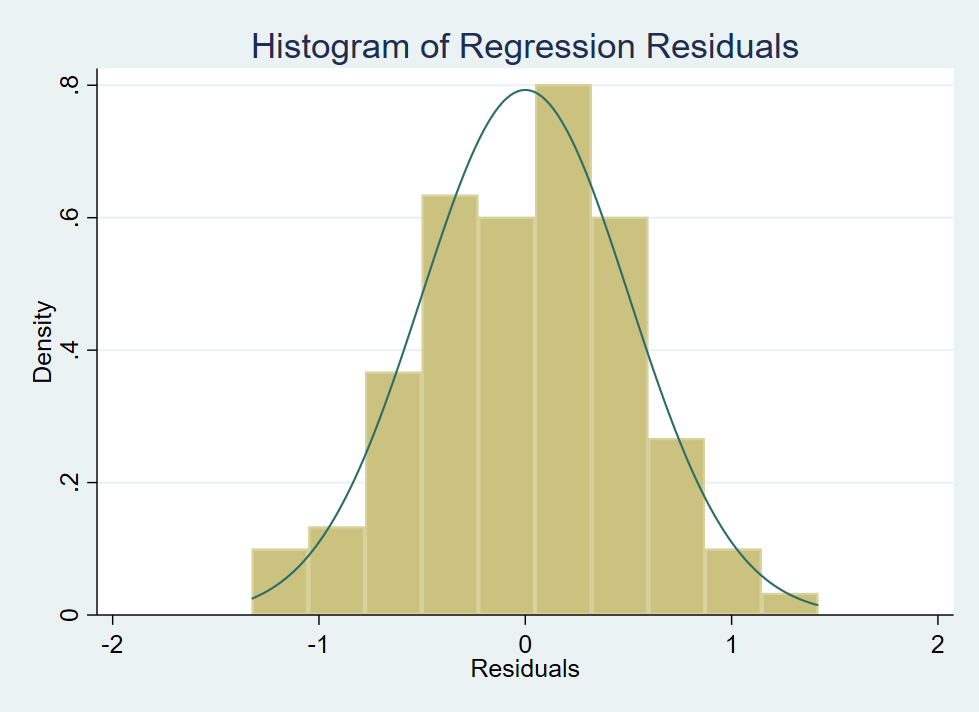 Histogram of Regression Residuals
.8
.6
.4
.2
0
Density
-2 -1 0 1 2
Residuals